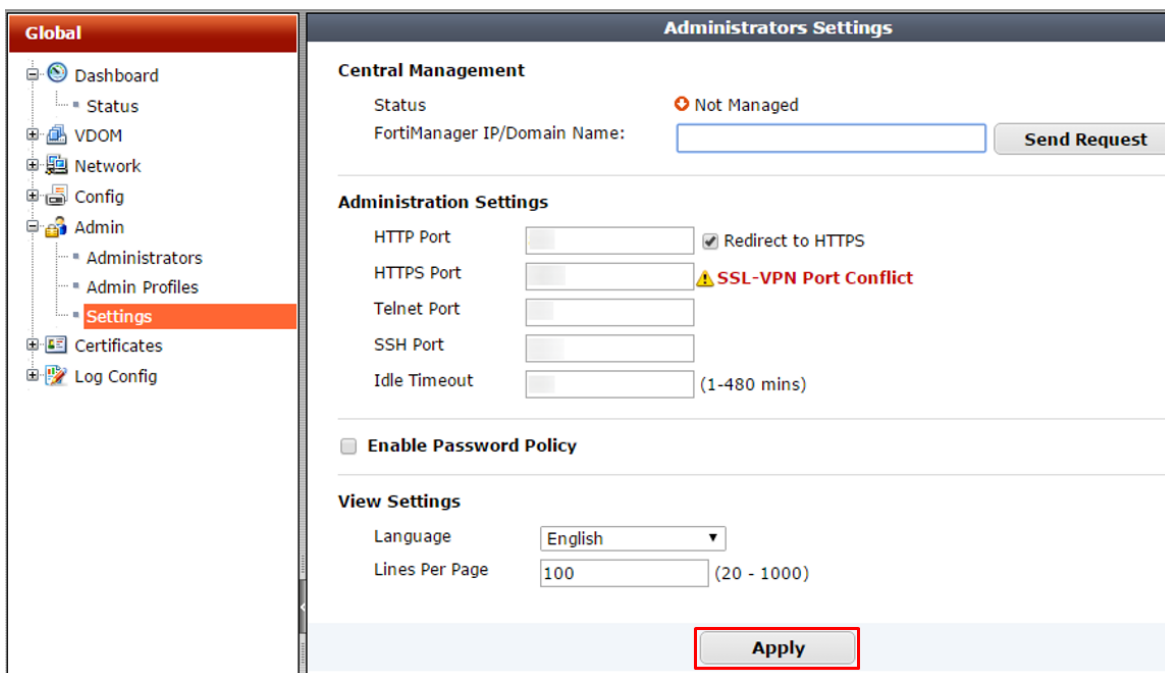 Global
Dashboard
Status
VDOM
Network
Config
Admin
Administrators
Admin Profiles
Settings
Certificates
Log Config
Administrators Settings
Central Management
Status Not Managed
FortiManager IP/Domain Name: Send Request
Administration Settings
HTTP Port Redirect to HTTPS
HTTPS Port SSL-VPN Port Conflict
Telnet Port
SSH Port
Idle Timeout (1-480 mins)
Enable Password Policy
View Settings
Language English
Lines Per Page 100 (20 - 1000)
Apply